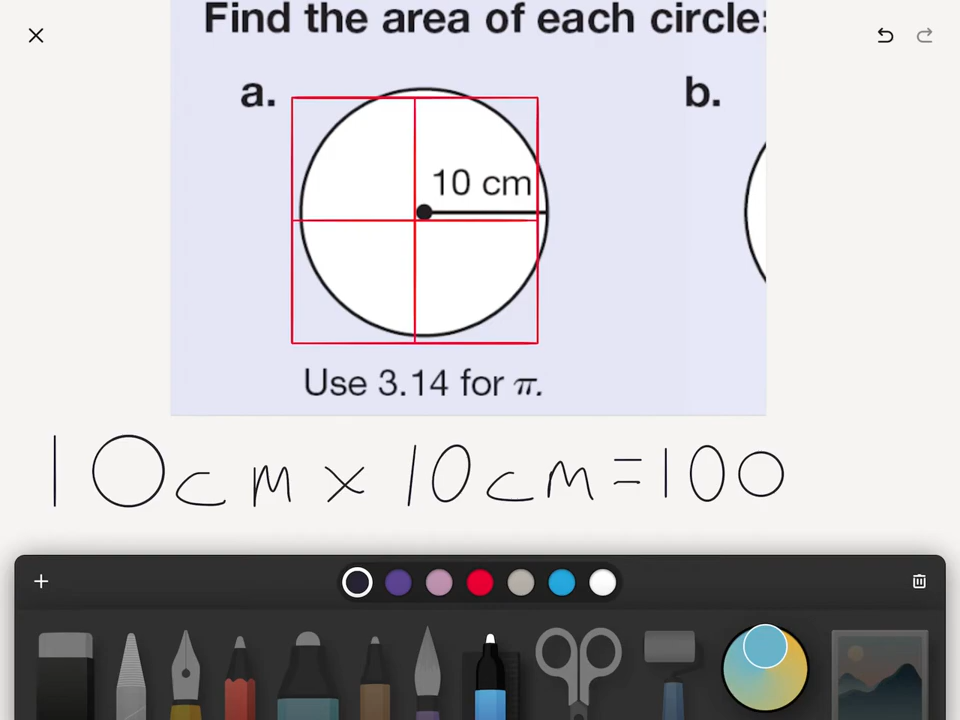 Find the area of each circle:
a.
10 cm
Use 3.14 for π.
b.
10cm x 10cm=100